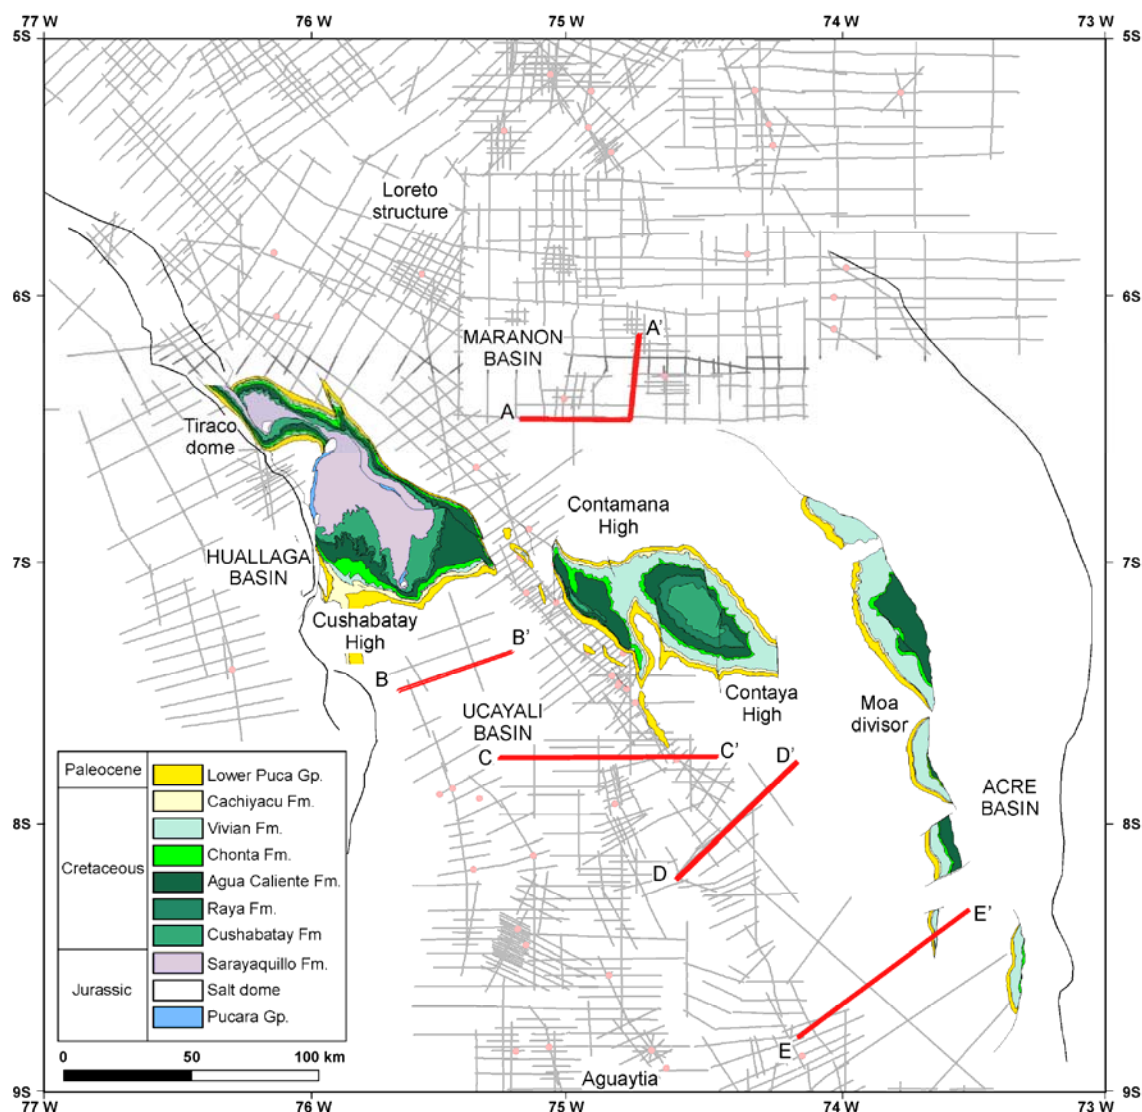 77 W
76 W
75 W
74 W
73 W
5S
5S
Loreto
structure
6S
6S
MARANON
BASIN
A'
A
Tiraco
dome
Contamana
High
7S
7S
HUALLAGA
BASIN
Cushabatay
High
B'
B
Contaya
High
Moa
divisor
UCAYALI
BASIN
C
C'
D'
ACRE
BASIN
Paleocene
Lower Puca Gp.
Cachiyacu Fm.
8S
8S
Cretaceous
Vivian Fm.
Chonta Fm.
Agua Caliente Fm.
D
Raya Fm.
Cushabatay Fm
E'
Jurassic
Sarayaquillo Fm.
Salt dome
Pucara Gp.
E
0
50
100 km
Aguaytia
9S
9S
77 W
76 W
75 W
74 W
73 W